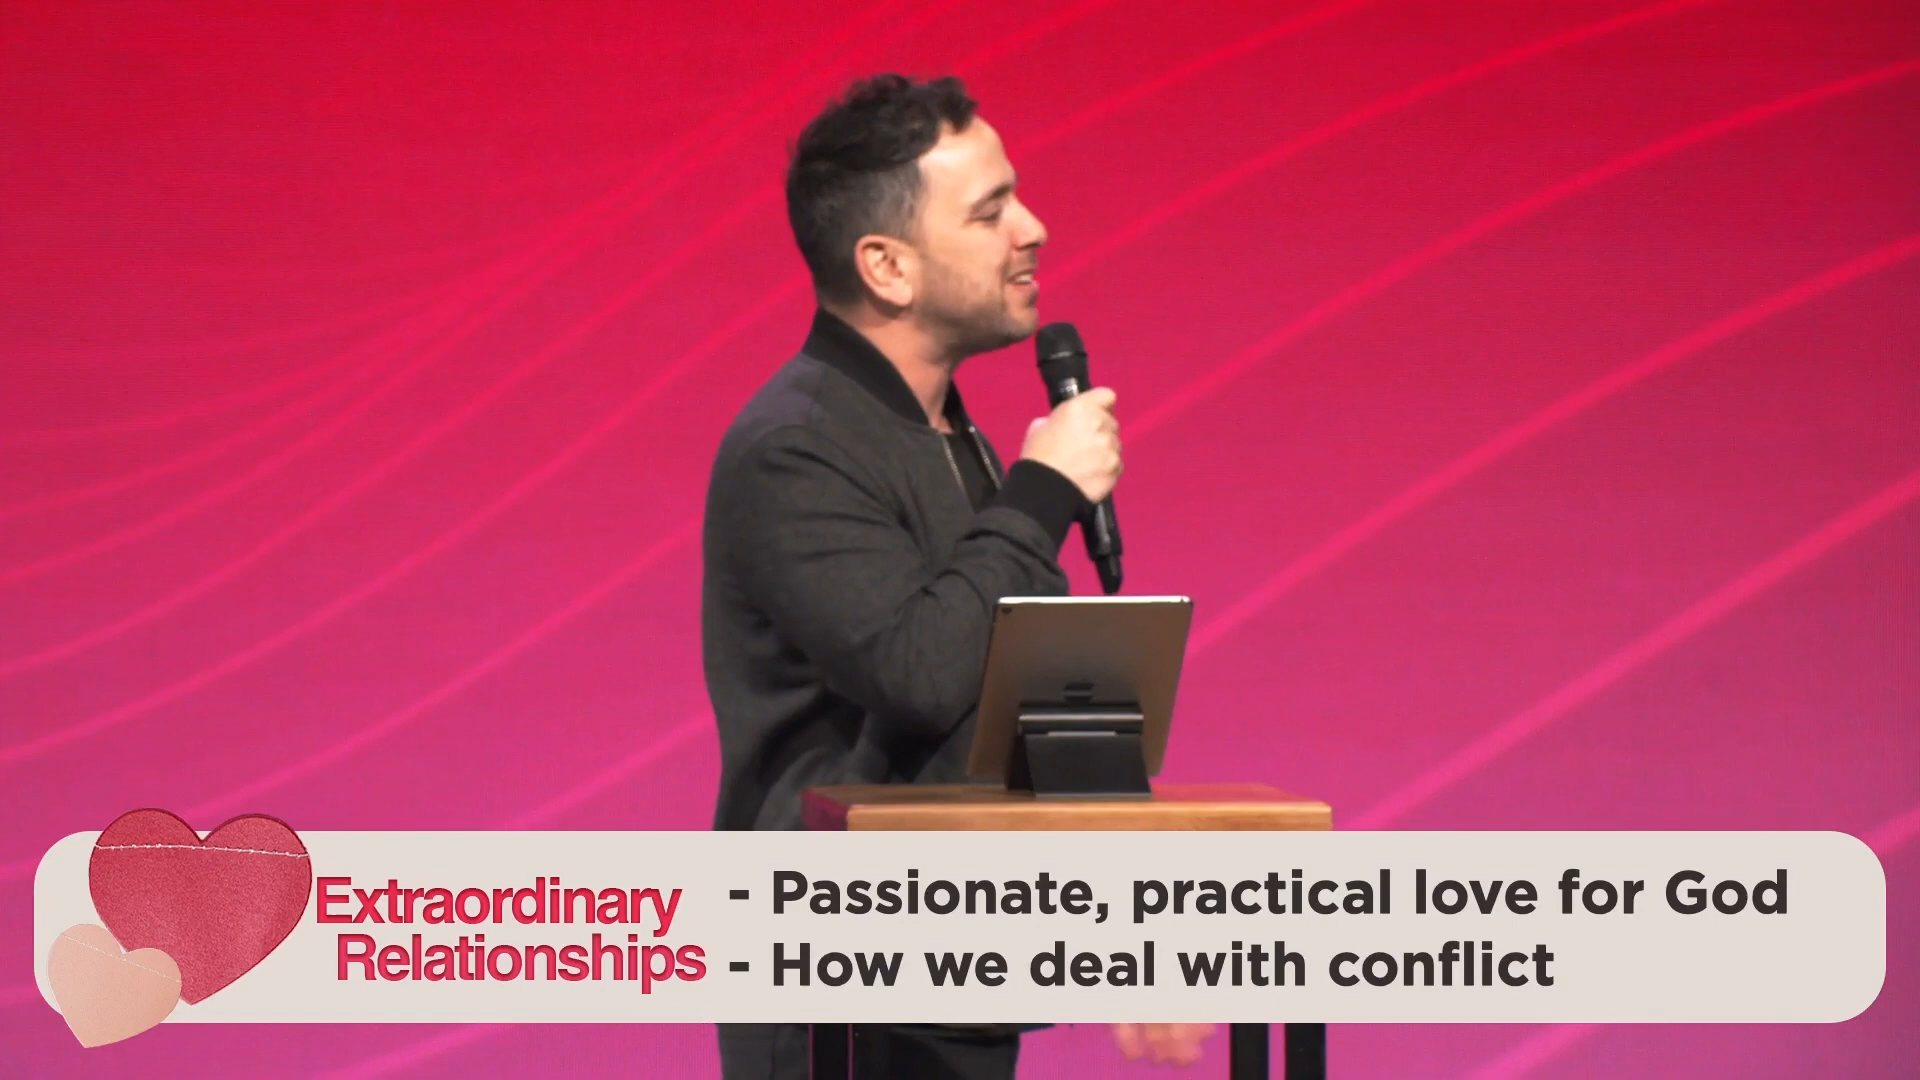 Extraordinary
Relationships
- Passionate, practical love for God
- How we deal with conflict